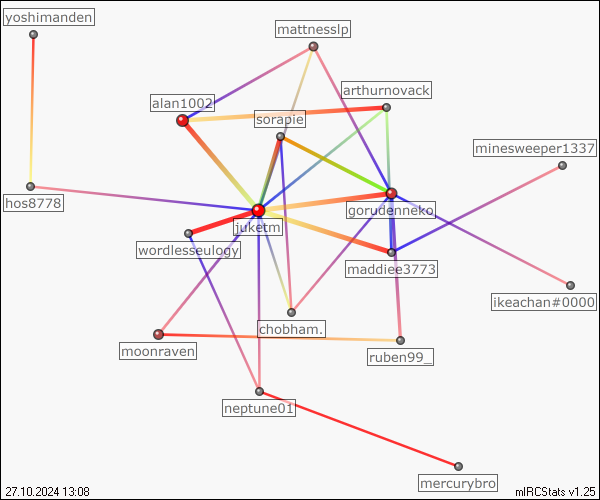 yoshimanden
mattnesslp
arthurnovack
alan1002
sorapie
minesweeper1337
hos8778
gorudenneko
juketm
wordlesseulogy
maddiee3773
ikeachan#0000
chobham.
moonraven
ruben99_
neptune01
mercurybro
27.10.2024 13:08
mIRCStats v1.25